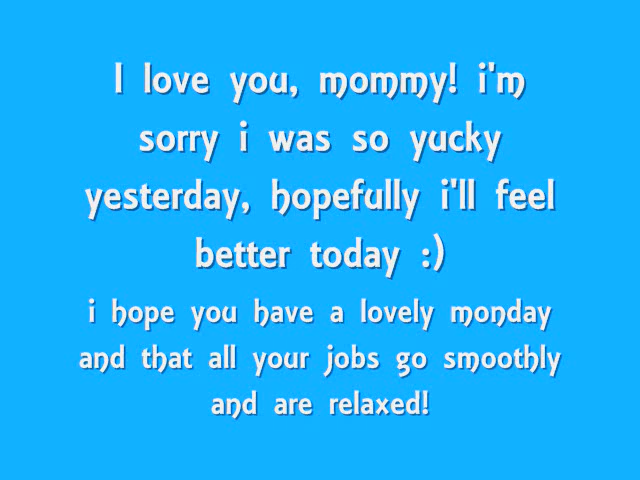 I love you, mommy! i'm
sorry i was so yucky
yesterday, hopefully i'll feel
better today :)
i hope you have a lovely monday
and that all your jobs go smoothly
and are relaxed!